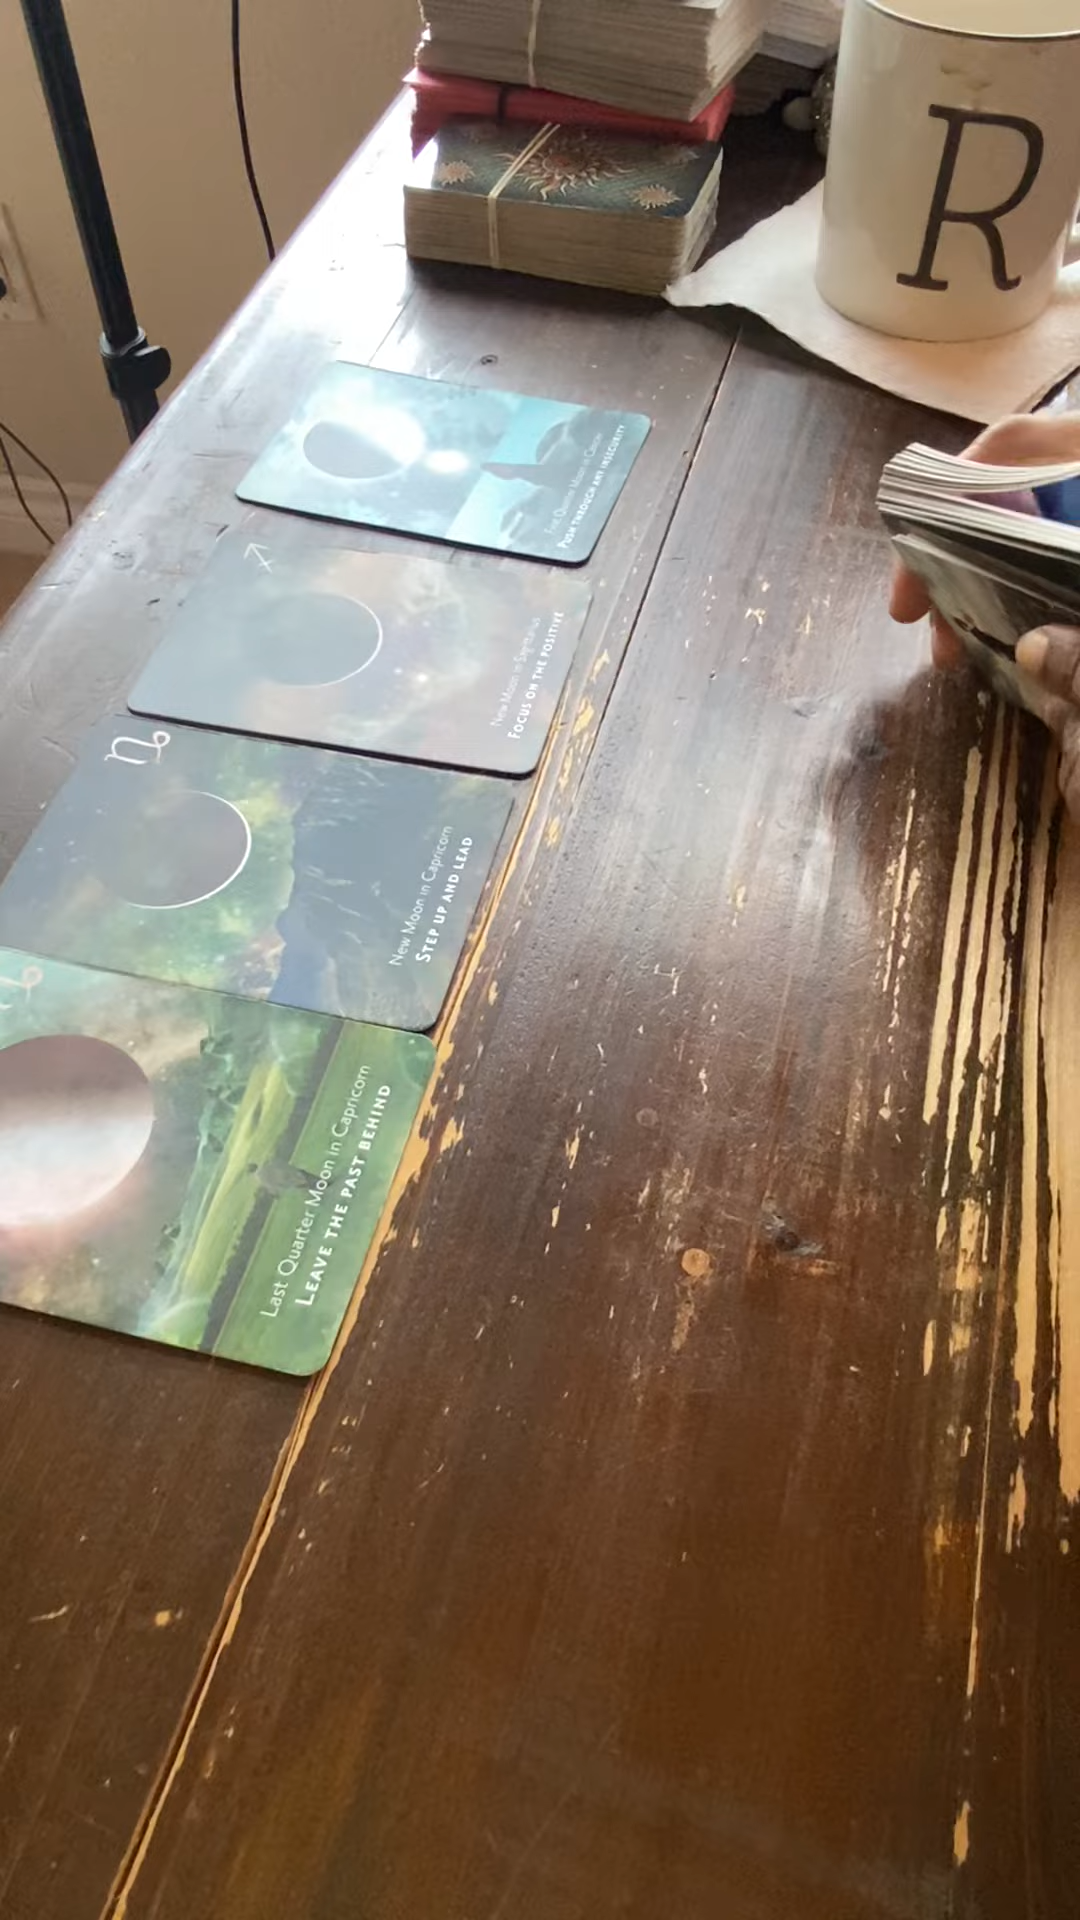 R
First Quarter Moon in Cancer
PUSH THROUGH ANY INSECURITY
New Moon in Sagittarius
FOCUS ON THE POSITIVE
New Moon in Capricorn
STEP UP AND LEAD
Last Quarter Moon in Capricorn
LEAVE THE PAST BEHIND